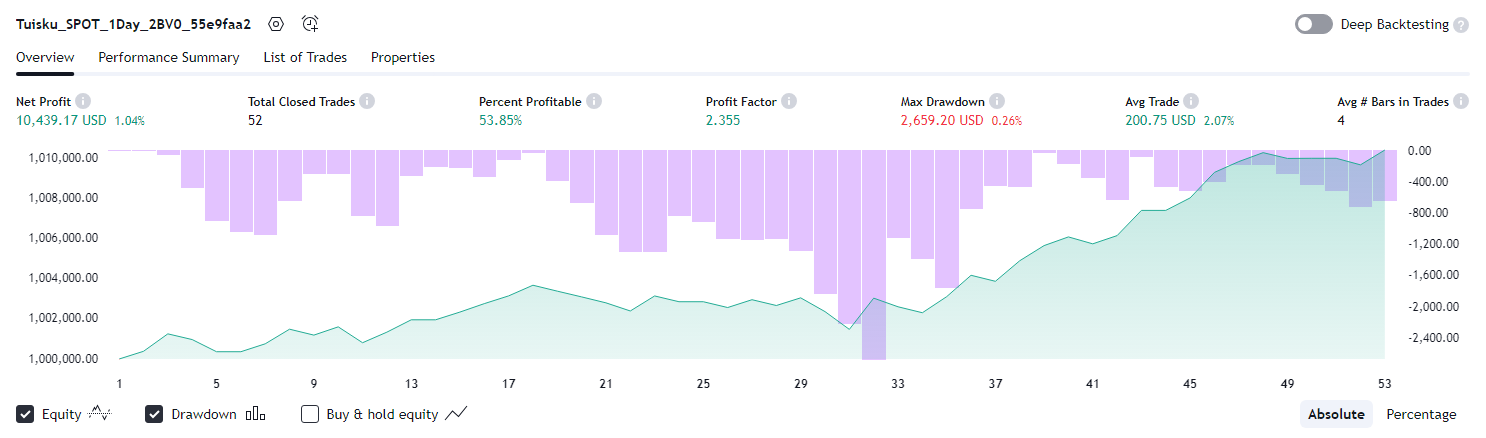 Tuisku_SPOT_1Day_2BV0_55e9faa2 Deep Backtesting ?
Overview Performance Summary List of Trades Properties
Net Profit i Total Closed Trades i Percent Profitable i Profit Factor i Max Drawdown i Avg Trade i Avg # Bars in Trades i
10,439.17 USD 1.04% 52 53.85% 2.355 2,659.20 USD 0.26% 200.75 USD 2.07% 4
1,010,000.00 0.00
-400.00
1,008,000.00
-800.00
1,006,000.00 -1,200.00
1,004,000.00 -1,600.00
-2,000.00
1,002,000.00
-2,400.00
1,000,000.00
1 5 9 13 17 21 25 29 33 37 41 45 49 53
Equity Drawdown Buy & hold equity Absolute Percentage